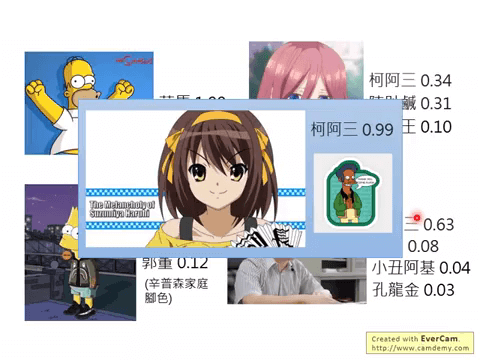 柯阿三 0.34
0.31
王 0.10
柯阿三 0.99
The Melancholy of
Suzumiya Haruhi
三 0.63
0.08
郭董 0.12
小丑阿基 0.04
(辛普森家庭
孔龍金 0.03
腳色)
Created with EverCam.
http://www.camdemy.com